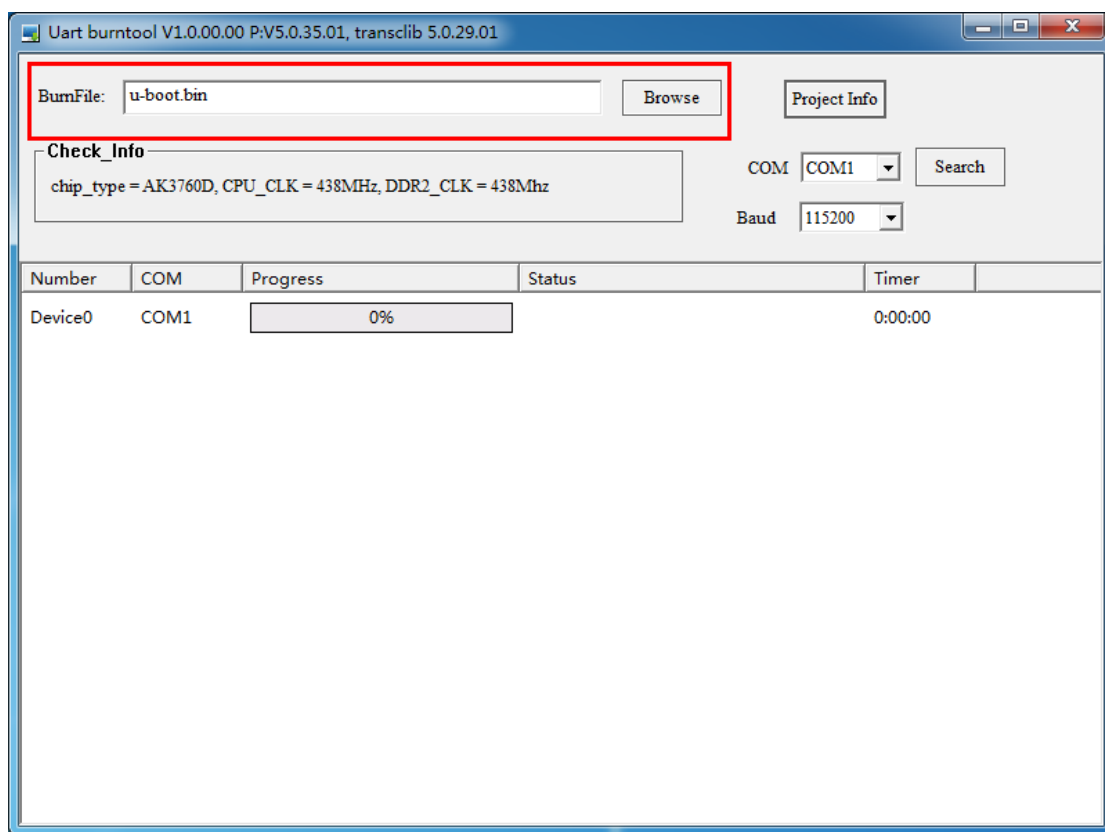 Uart burntool V1.0.00.00 P:V5.0.35.01, transclib 5.0.29.01
BurnFile: u-boot.bin Browse Project Info
Check_Info
chip_type = AK3760D, CPU_CLK = 438MHz, DDR2_CLK = 438Mhz
COM COM1 Search
Baud 115200
Number COM Progress Status Timer
Device0 COM1 0% 0:00:00